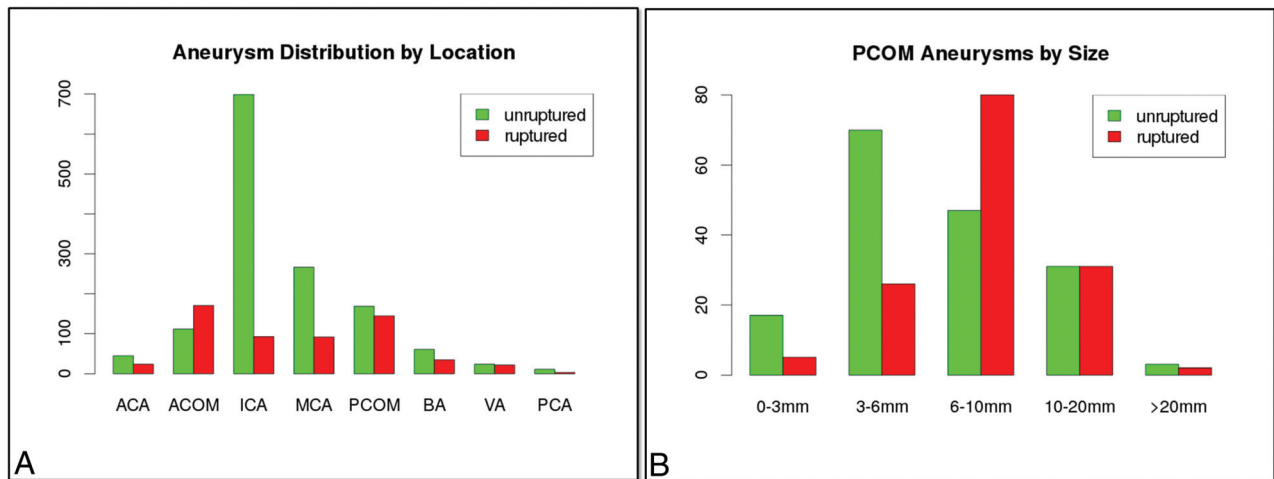 Aneurysm Distribution by Location
700
500
300
100
0
unruptured
ruptured
ACA ACOM ICA MCA PCOM BA VA PCA
A
PCOM Aneurysms by Size
80
60
40
20
0
unruptured
ruptured
0-3mm 3-6mm 6-10mm 10-20mm >20mm
B